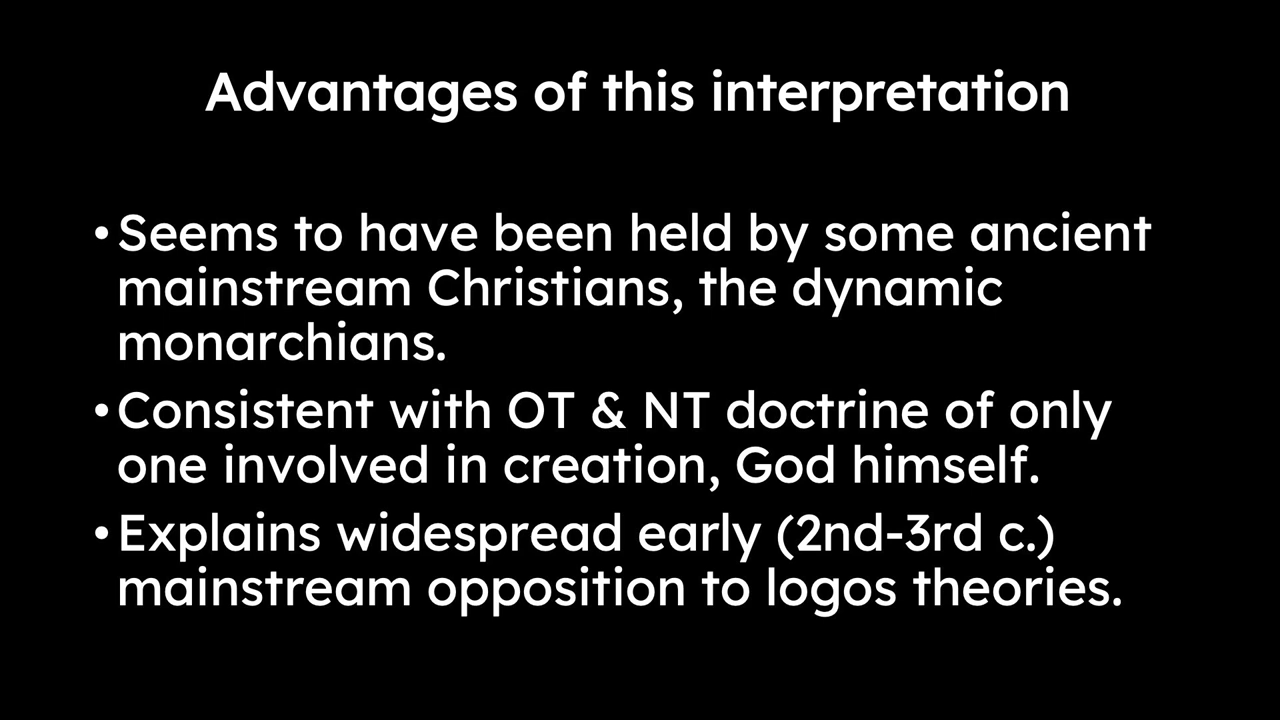 Advantages of this interpretation
•Seems to have been held by some ancient
mainstream Christians, the dynamic
monarchians.
•Consistent with OT & NT doctrine of only
one involved in creation, God himself.
•Explains widespread early (2nd-3rd c.)
mainstream opposition to logos theories.